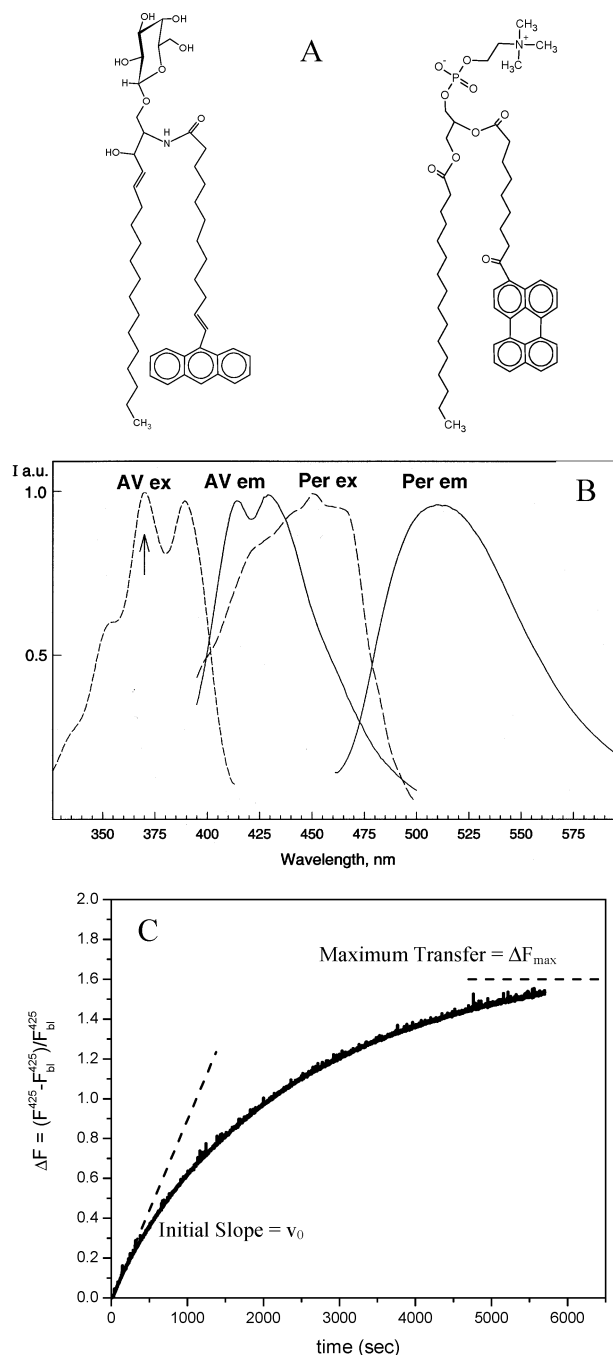 A
OH
HO
OH
HO
OH
O
H
O
HO
H
N
O
CH₃
O⁻
P
O
O
O
N⁺
CH₃
CH₃
CH₃
O
O
O
O
O
CH₃
B
I a.u.
AV ex AV em Per ex Per em
1.0
0.5
350 375 400 425 450 475 500 525 550 575
Wavelength, nm
C
2.0
1.8
1.6
1.4
1.2
1.0
0.8
0.6
0.4
0.2
0.0
Maximum Transfer = ΔFmax
Initial Slope = v₀
ΔF = (F⁴²⁵-F⁴²⁵bl)/F⁴²⁵bl
0 1000 2000 3000 4000 5000 6000
time (sec)